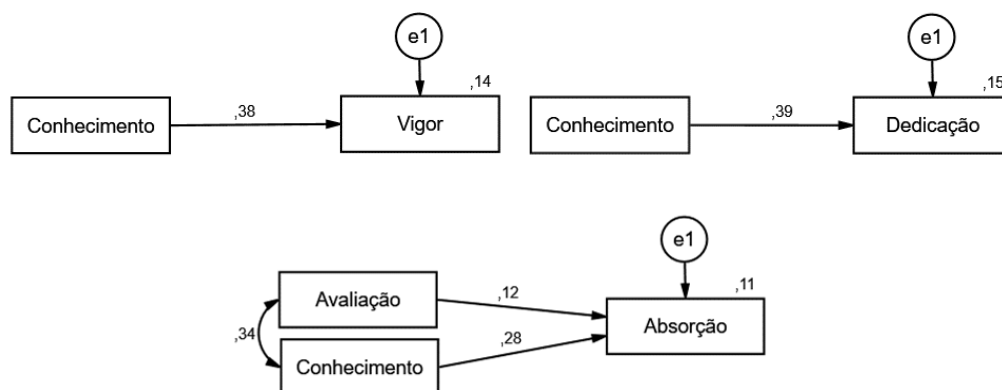 e1
,14
Conhecimento
,38
Vigor
e1
,15
Conhecimento
,39
Dedicação
e1
,11
Avaliação
,12
Absorção
,34
,28
Conhecimento